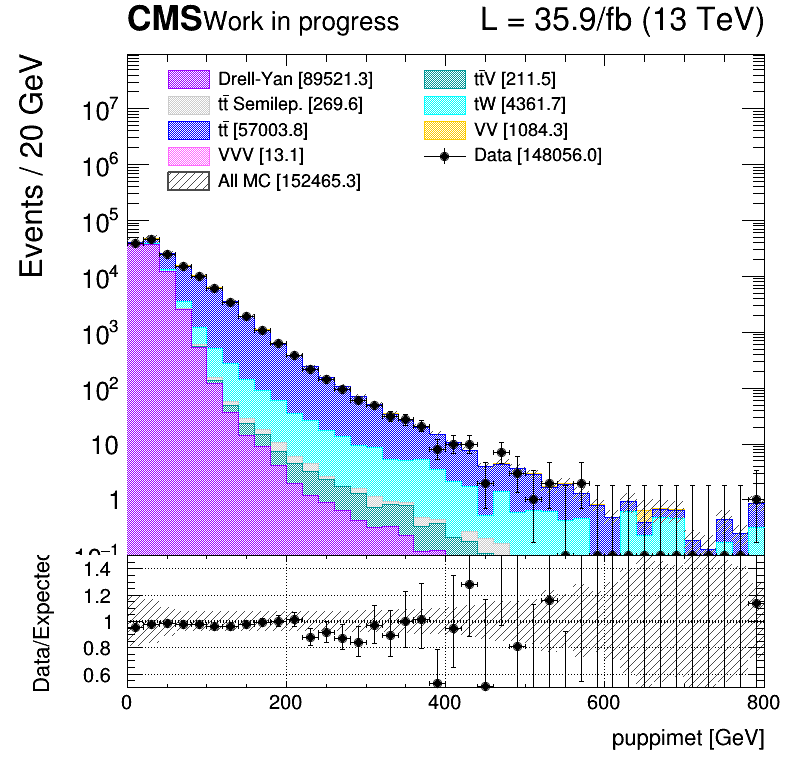 CMS Work in progress L = 35.9/fb (13 TeV)
Events / 20 GeV
Drell-Yan [89521.3]
tt̄ Semilep. [269.6]
tt̄ [57003.8]
VVV [13.1]
All MC [152465.3]
tt̄V [211.5]
tW [4361.7]
VV [1084.3]
Data [148056.0]
10⁷
10⁶
10⁵
10⁴
10³
10²
10
1
10⁻¹
Data/Expected
1.4
1.2
1
0.8
0.6
0 200 400 600 800
puppimet [GeV]